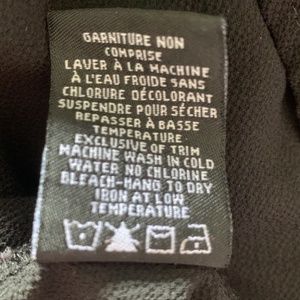 GARNITURE NON
COMPRISE
LAVER À LA MACHINE
À L'EAU FROIDE SANS
CHLORURE DÉCOLORANT
SUSPENDRE POUR SÉCHER
REPASSER À BASSE
TEMPERATURE
EXCLUSIVE OF TRIM
MACHINE WASH IN COLD
WATER NO CHLORINE
BLEACH-HANG TO DRY
IRON AT LOW
TEMPERATURE